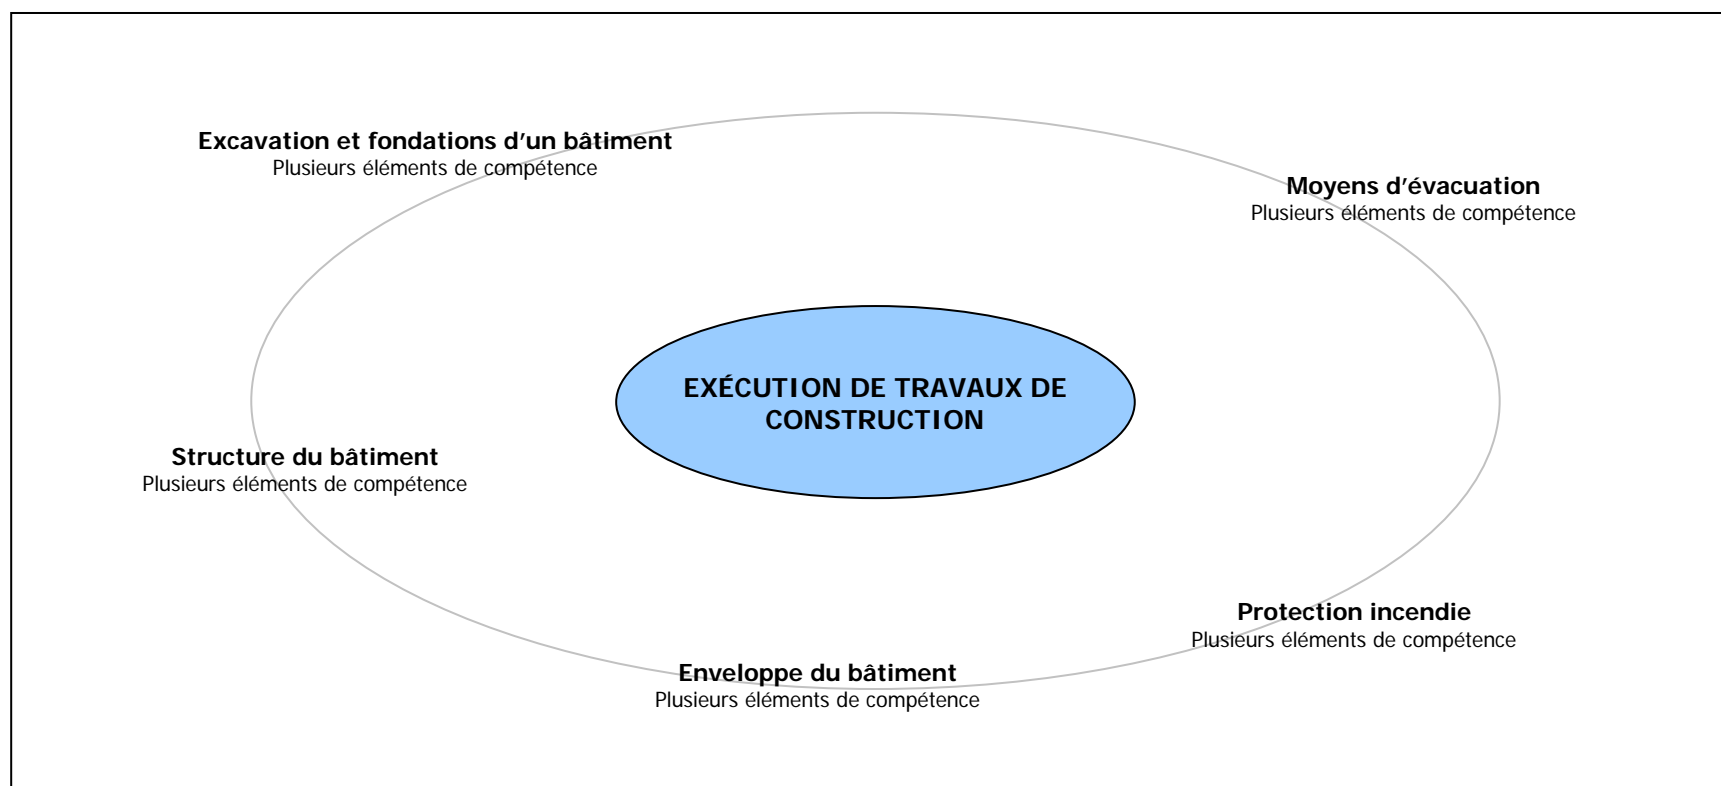 Excavation et fondations d’un bâtiment
Plusieurs éléments de compétence
Moyens d’évacuation
Plusieurs éléments de compétence
EXÉCUTION DE TRAVAUX DE
CONSTRUCTION
Structure du bâtiment
Plusieurs éléments de compétence
Protection incendie
Plusieurs éléments de compétence
Enveloppe du bâtiment
Plusieurs éléments de compétence